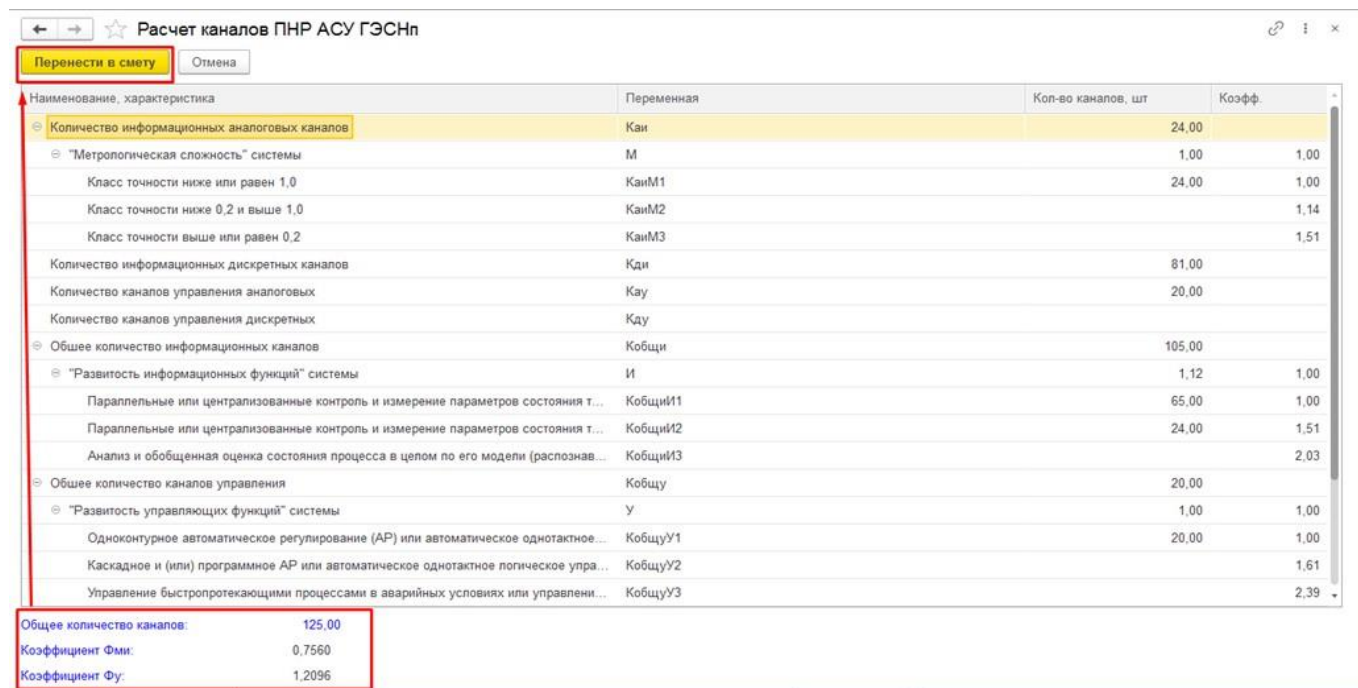 Расчет каналов ПНР АСУ ГЭСНп
Перенести в смету Отмена
Наименование, характеристика Переменная Кол-во каналов, шт Коэфф.
Количество информационных аналоговых каналов Каи 24,00
"Метрологическая сложность" системы М 1,00 1,00
Класс точности ниже или равен 1,0 КаиМ1 24,00 1,00
Класс точности ниже 0,2 и выше 1,0 КаиМ2 1,14
Класс точности выше или равен 0,2 КаиМ3 1,51
Количество информационных дискретных каналов Кди 81,00
Количество каналов управления аналоговых Кау 20,00
Количество каналов управления дискретных Кду
Общее количество информационных каналов Кобщи 105,00
"Развитость информационных функций" системы И 1,12 1,00
Параллельные или централизованные контроль и измерение параметров состояния т... КобщиИ1 65,00 1,00
Параллельные или централизованные контроль и измерение параметров состояния т... КобщиИ2 24,00 1,51
Анализ и обобщенная оценка состояния процесса в целом по его модели (распознав... КобщиИ3 2,03
Общее количество каналов управления Кобщу 20,00
"Развитость управляющих функций" системы У 1,00 1,00
Одноконтурное автоматическое регулирование (АР) или автоматическое однотактное... КобщуУ1 20,00 1,00
Каскадное и (или) программное АР или автоматическое однотактное логическое упра... КобщуУ2 1,61
Управление быстропротекающими процессами в аварийных условиях или управлени... КобщуУ3 2,39
Общее количество каналов: 125,00
Коэффициент Фми: 0,7560
Коэффициент Фу: 1,2096